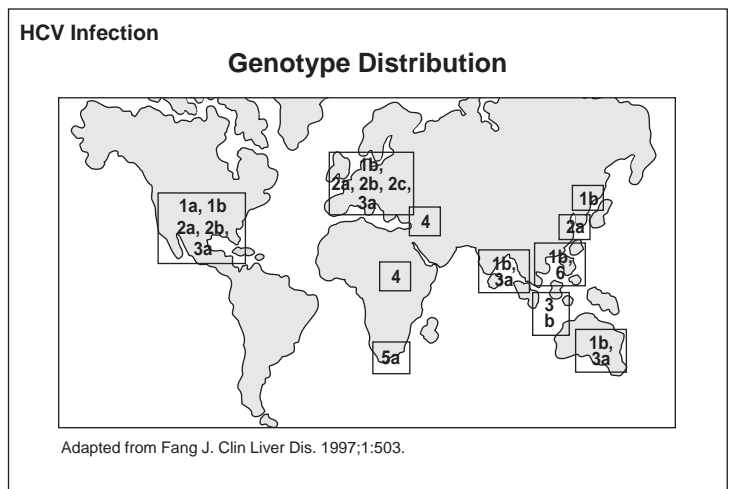 HCV Infection
Genotype Distribution
1a, 1b
2a, 2b,
3a
1b,
2a, 2b, 2c,
3a
4
4
5a
1b
2a
1b,
3a
1b,
6
3
b
1b,
3a
Adapted from Fang J. Clin Liver Dis. 1997;1:503.